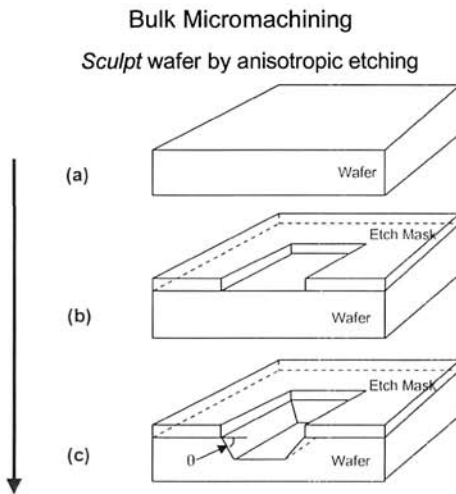 Bulk Micromachining
Sculpt wafer by anisotropic etching
(a)
Wafer
Etch Mask
(b)
Wafer
Etch Mask
(c)
θ
Wafer